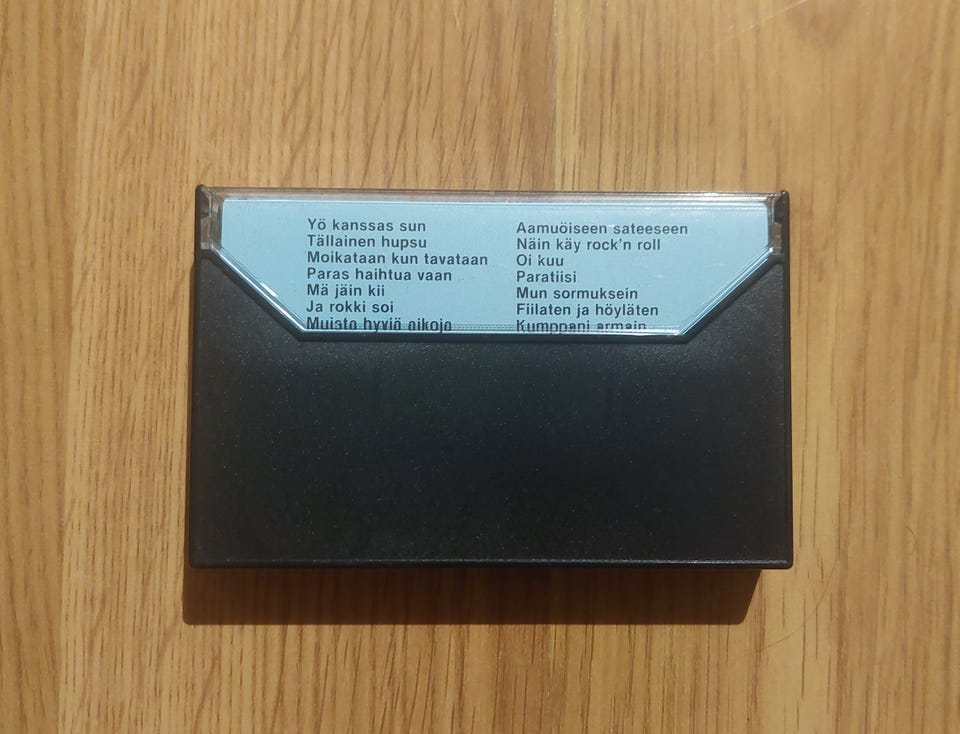 Yö kanssas sun
Tällainen hupsu
Moikataan kun tavataan
Paras haihtua vaan
Mä jäin kii
Ja rokki soi
Muista hyviä aikoja
Aamuöiseen sateeseen
Näin käy rock'n roll
Oi kuu
Paratiisi
Mun sormuksein
Fiilaten ja höyläten
Kumppani armain